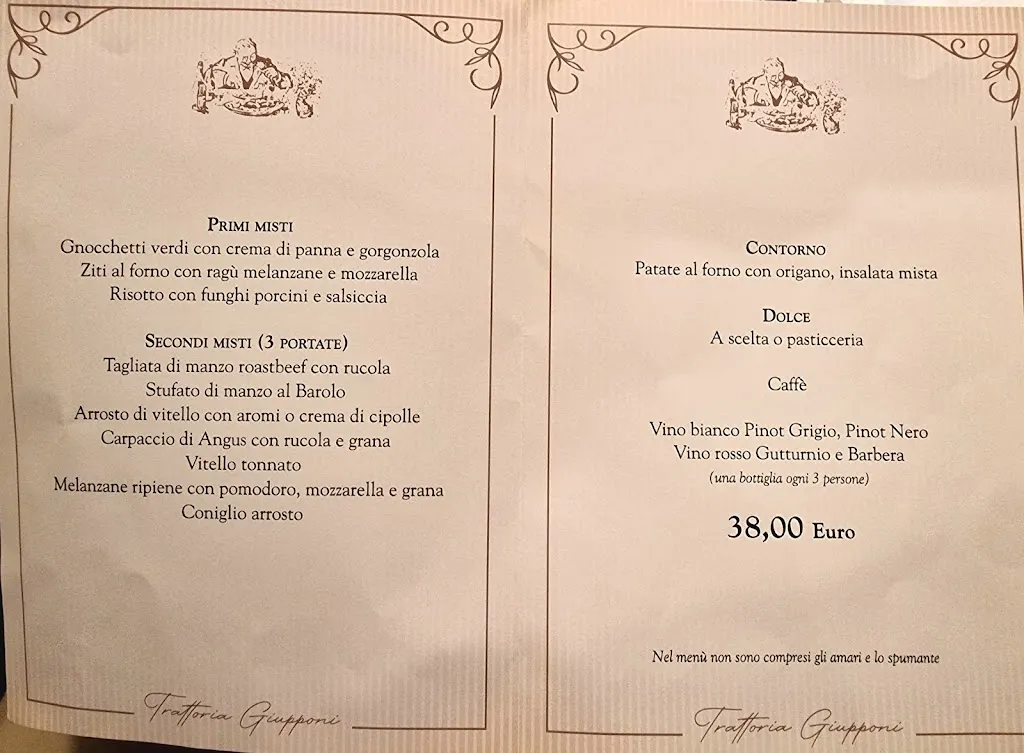 Primi misti
Gnocchetti verdi con crema di panna e gorgonzola
Ziti al forno con ragù melanzane e mozzarella
Risotto con funghi porcini e salsiccia
Secondi misti (3 portate)
Tagliata di manzo roastbeef con rucola
Stufato di manzo al Barolo
Arrosto di vitello con aromi o crema di cipolle
Carpaccio di Angus con rucola e grana
Vitello tonnato
Melanzane ripiene con pomodoro, mozzarella e grana
Coniglio arrosto
Trattoria Giupponi
Contorno
Patate al forno con origano, insalata mista
Dolce
A scelta o pasticceria
Caffè
Vino bianco Pinot Grigio, Pinot Nero
Vino rosso Gutturnio e Barbera
(una bottiglia ogni 3 persone)
38,00 Euro
Nel menù non sono compresi gli amari e lo spumante
Trattoria Giupponi